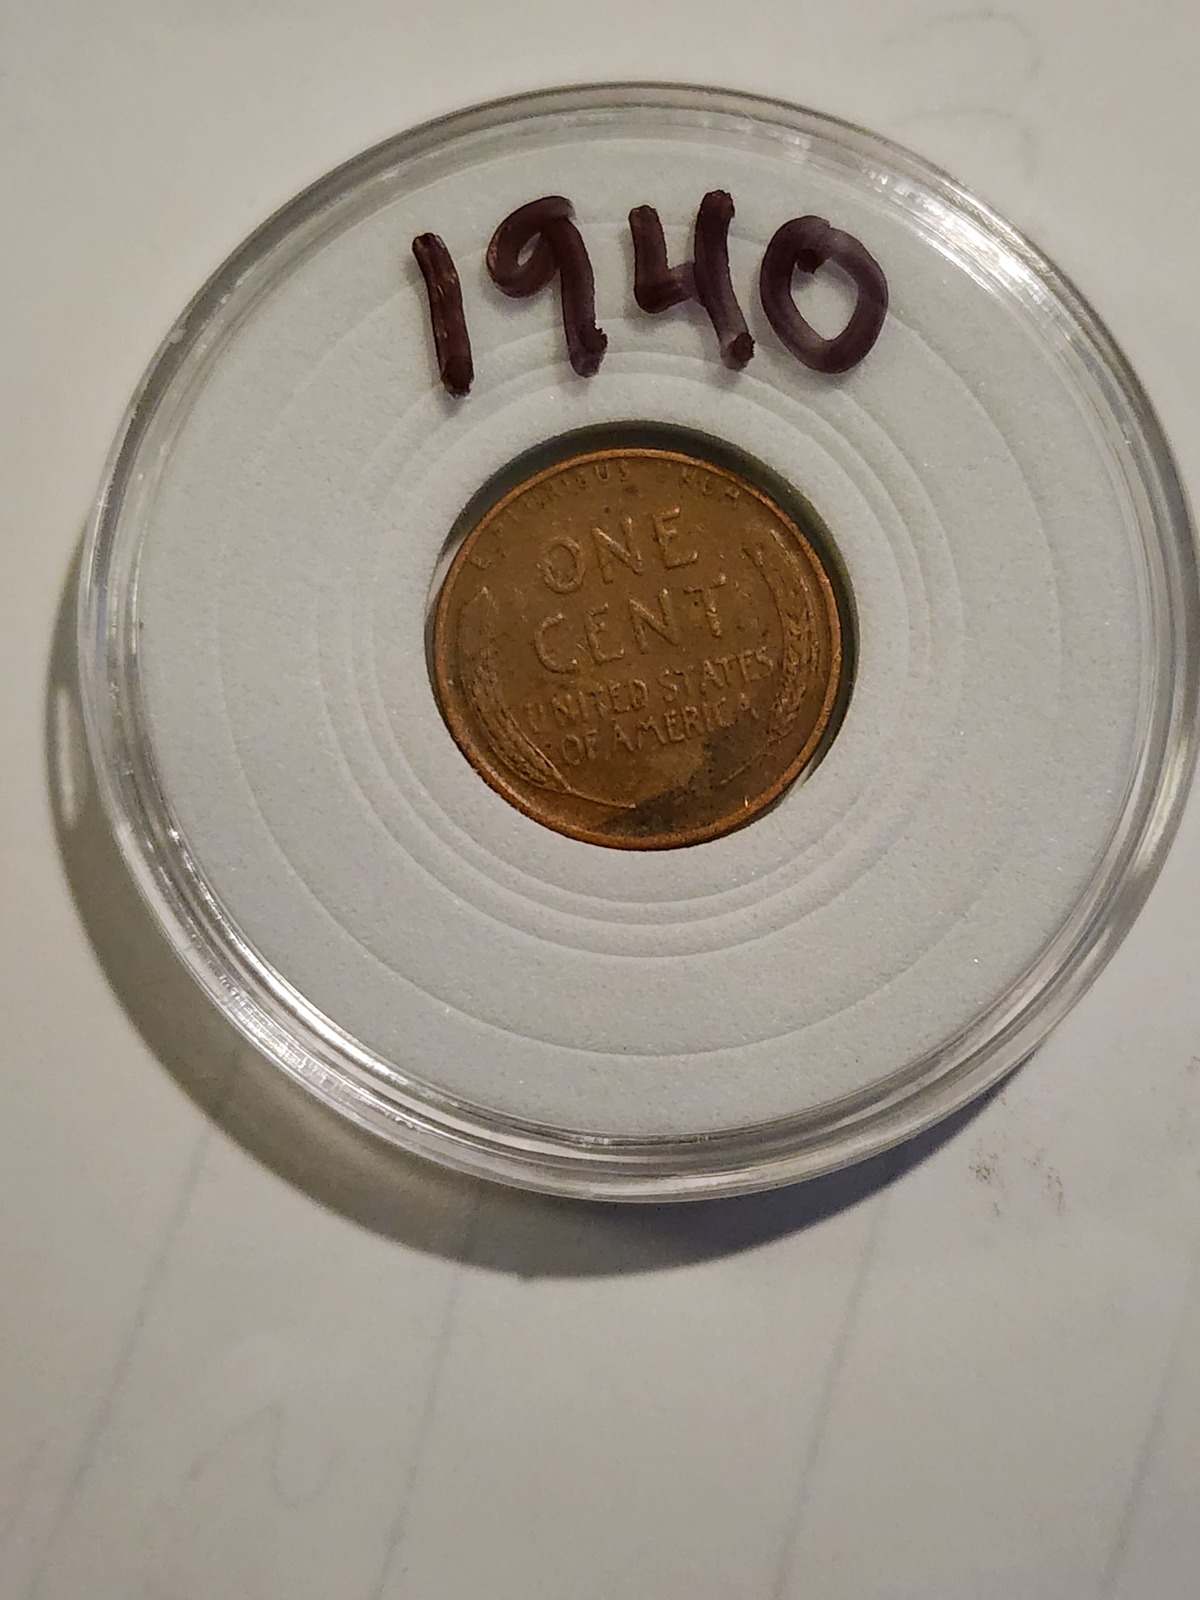 1940
E PLURIBUS UNUM
ONE
CENT
UNITED STATES
OF AMERICA